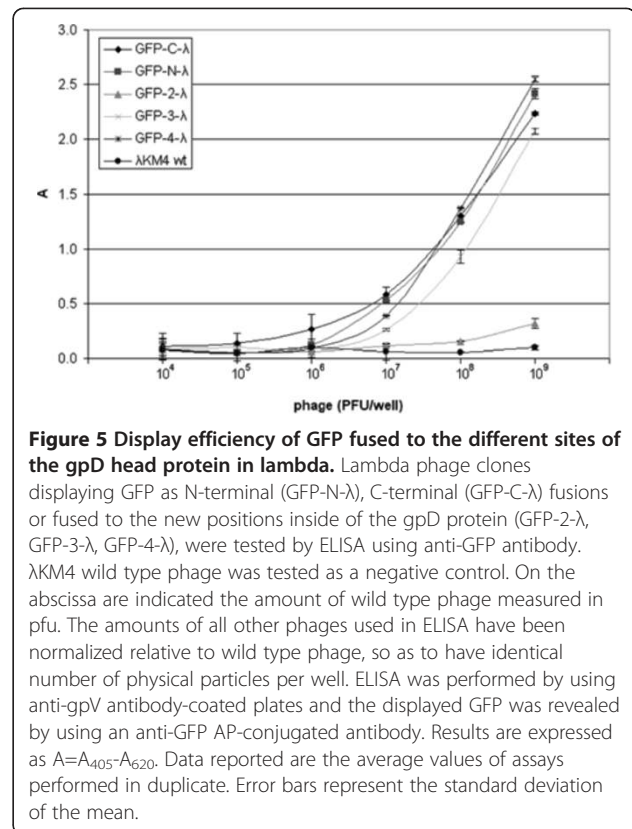 3.0
2.5
2.0
1.5
1.0
0.5
0.0
A
GFP-C-λ
GFP-N-λ
GFP-2-λ
GFP-3-λ
GFP-4-λ
λKM4 wt
10⁴ 10⁵ 10⁶ 10⁷ 10⁸ 10⁹
phage (PFU/well)
Figure 5 Display efficiency of GFP fused to the different sites of
the gpD head protein in lambda. Lambda phage clones
displaying GFP as N-terminal (GFP-N-λ), C-terminal (GFP-C-λ) fusions
or fused to the new positions inside of the gpD protein (GFP-2-λ,
GFP-3-λ, GFP-4-λ), were tested by ELISA using anti-GFP antibody.
λKM4 wild type phage was tested as a negative control. On the
abscissa are indicated the amount of wild type phage measured in
pfu. The amounts of all other phages used in ELISA have been
normalized relative to wild type phage, so as to have identical
number of physical particles per well. ELISA was performed by using
anti-gpV antibody-coated plates and the displayed GFP was revealed
by using an anti-GFP AP-conjugated antibody. Results are expressed
as A=A₄₀₅-A₆₂₀. Data reported are the average values of assays
performed in duplicate. Error bars represent the standard deviation
of the mean.